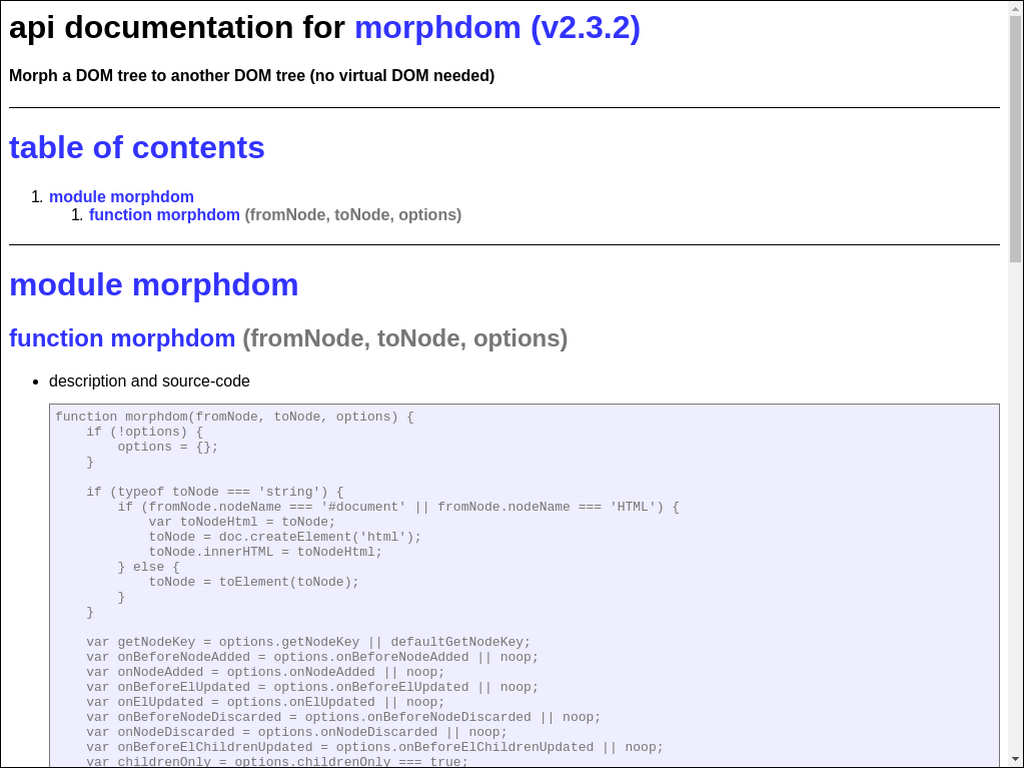 api documentation for morphdom (v2.3.2)
Morph a DOM tree to another DOM tree (no virtual DOM needed)
table of contents
1. module morphdom
1. function morphdom (fromNode, toNode, options)
module morphdom
function morphdom (fromNode, toNode, options)
• description and source-code
function morphdom(fromNode, toNode, options) {
    if (!options) {
        options = {};
    }
    if (typeof toNode === 'string') {
        if (fromNode.nodeName === '#document' || fromNode.nodeName === 'HTML') {
            var toNodeHtml = toNode;
            toNode = doc.createElement('html');
            toNode.innerHTML = toNodeHtml;
        } else {
            toNode = toElement(toNode);
        }
    }
    var getNodeKey = options.getNodeKey || defaultGetNodeKey;
    var onBeforeNodeAdded = options.onBeforeNodeAdded || noop;
    var onNodeAdded = options.onNodeAdded || noop;
    var onBeforeElUpdated = options.onBeforeElUpdated || noop;
    var onElUpdated = options.onElUpdated || noop;
    var onBeforeNodeDiscarded = options.onBeforeNodeDiscarded || noop;
    var onNodeDiscarded = options.onNodeDiscarded || noop;
    var onBeforeElChildrenUpdated = options.onBeforeElChildrenUpdated || noop;
    var childrenOnly = options.childrenOnly === true;